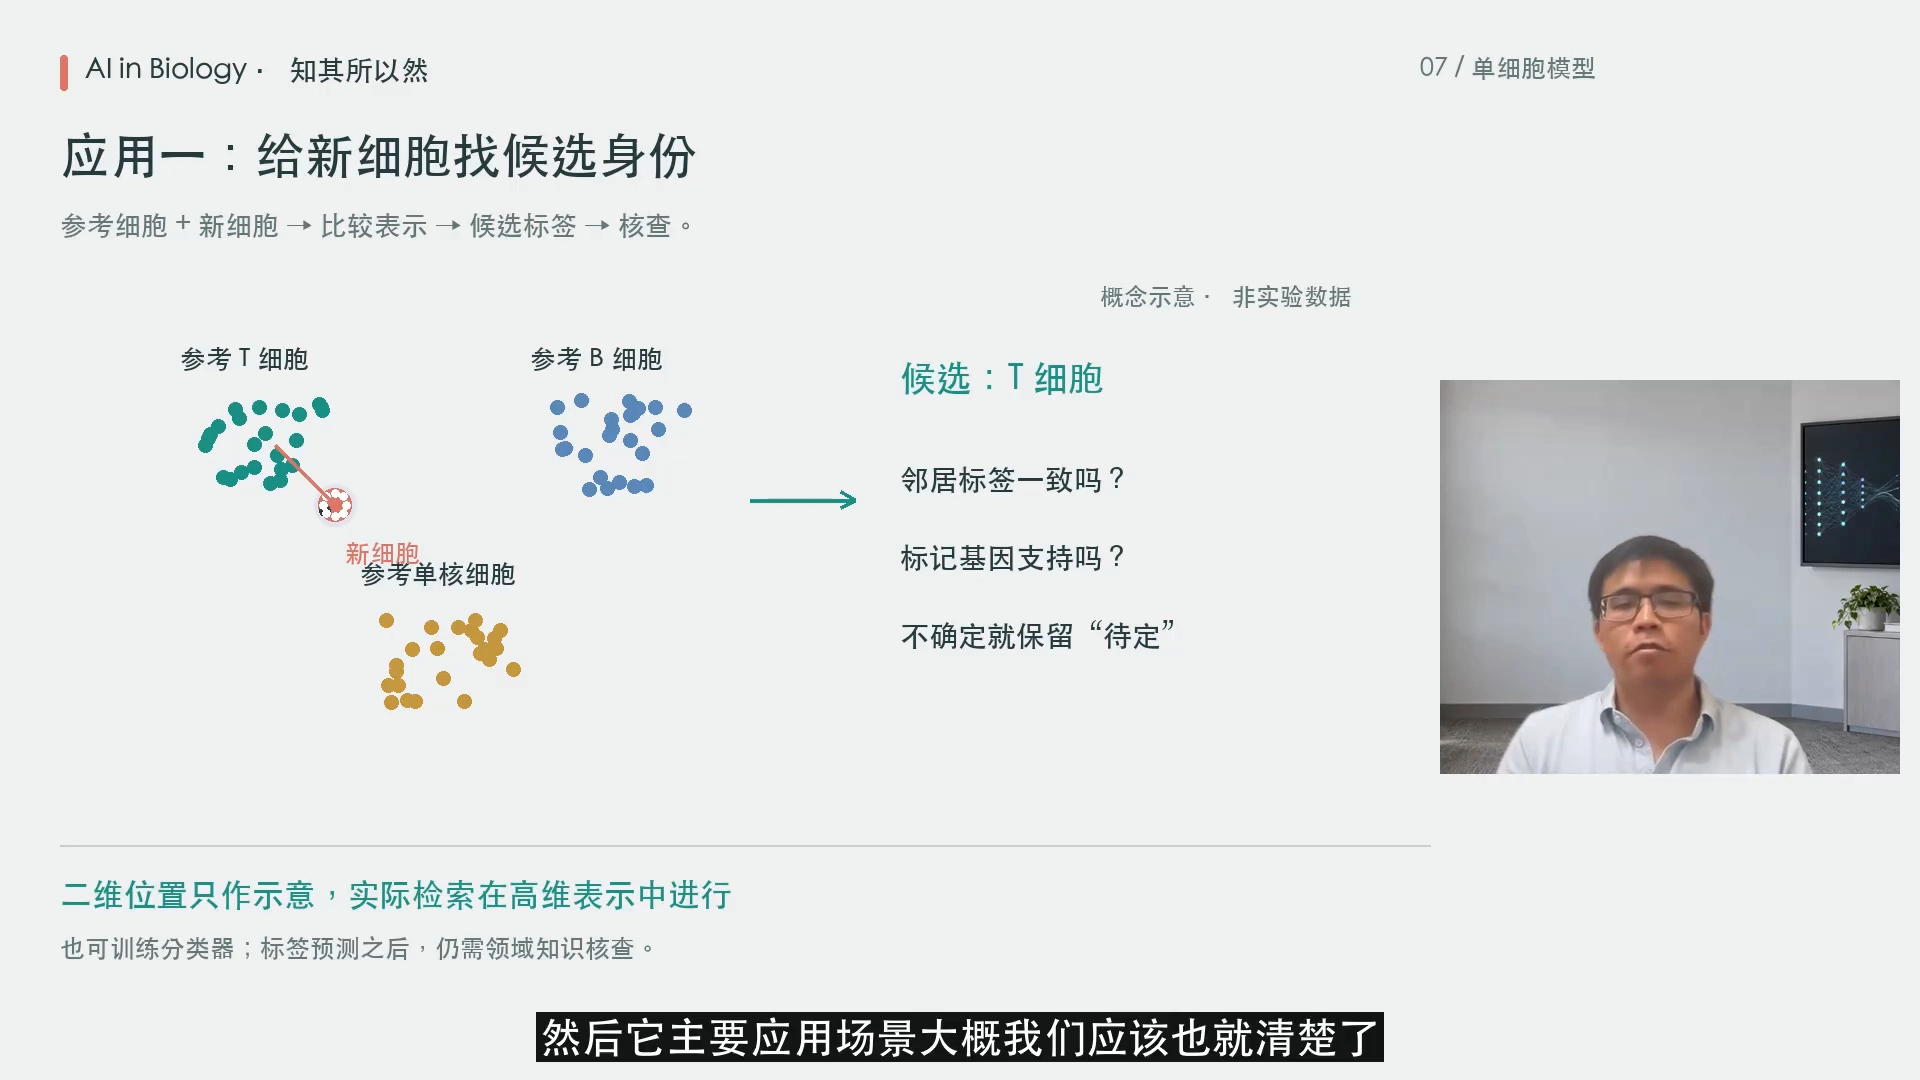 AI in Biology · 知其所以然
07 / 单细胞模型
应用一：给新细胞找候选身份
参考细胞 + 新细胞 → 比较表示 → 候选标签 → 核查。
概念示意 · 非实验数据
参考 T 细胞
参考 B 细胞
新细胞
参考单核细胞
候选：T 细胞
邻居标签一致吗？
标记基因支持吗？
不确定就保留“待定”
二维位置只作示意，实际检索在高维表示中进行
也可训练分类器；标签预测之后，仍需领域知识核查。
然后它主要应用场景大概我们应该也就清楚了